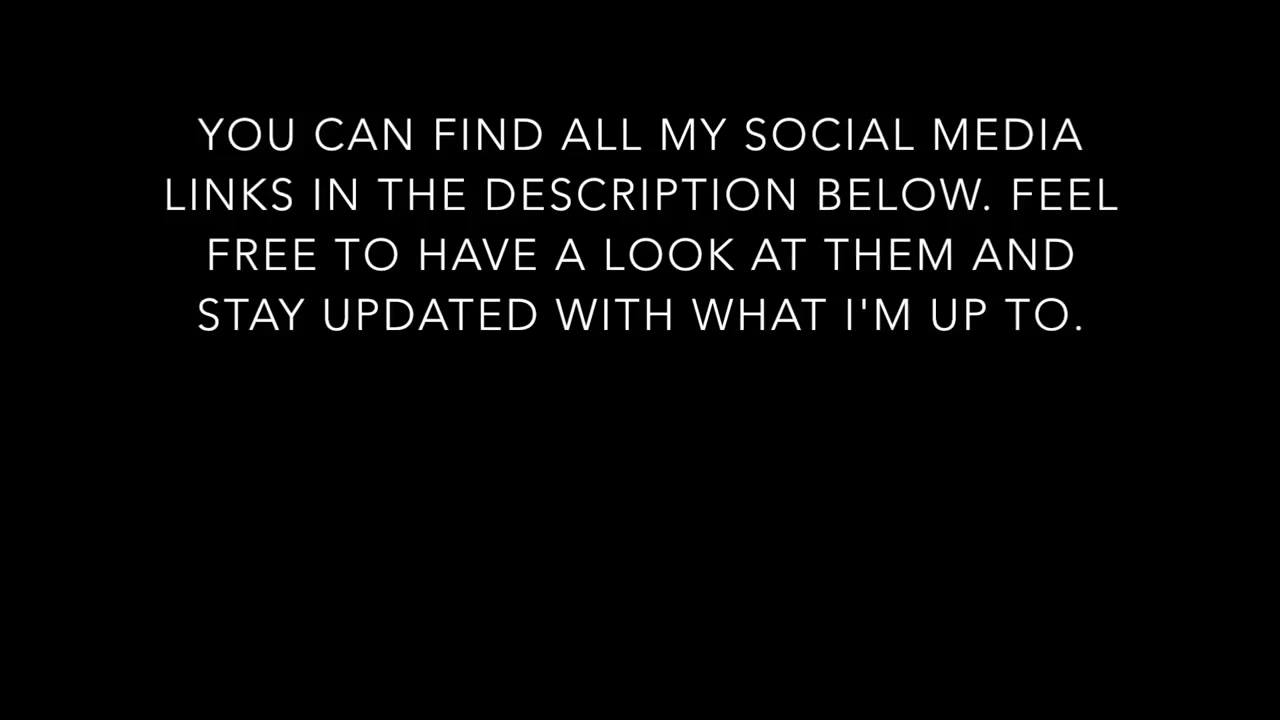 YOU CAN FIND ALL MY SOCIAL MEDIA
LINKS IN THE DESCRIPTION BELOW. FEEL
FREE TO HAVE A LOOK AT THEM AND
STAY UPDATED WITH WHAT I'M UP TO.